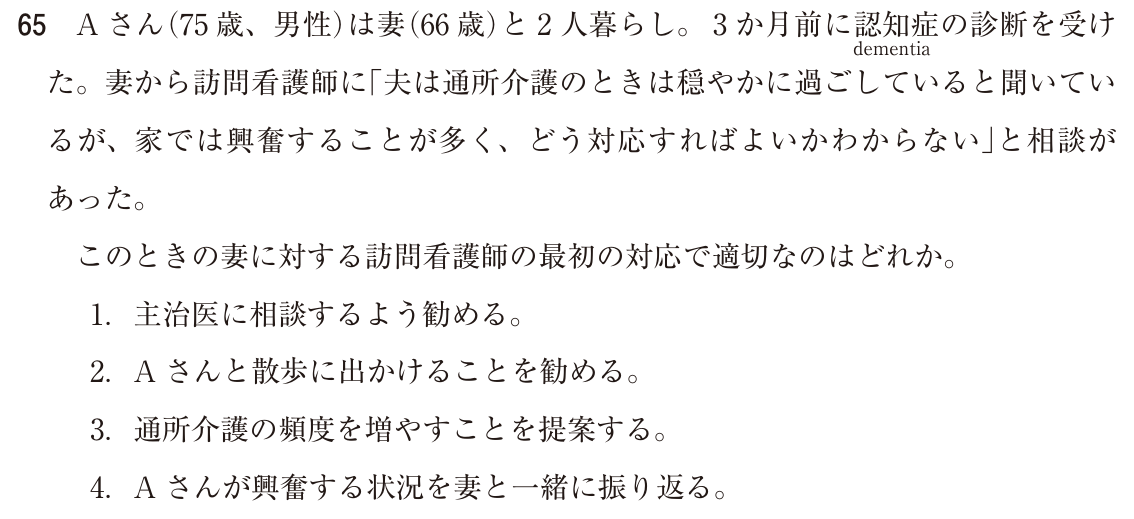 65 Aさん(75歳、男性)は妻(66歳)と2人暮らし。3か月前に認知症の診断を受け
dementia
た。妻から訪問看護師に「夫は通所介護のときは穏やかに過ごしていると聞いてい
るが、家では興奮することが多く、どう対応すればよいかわからない」と相談が
あった。
このときの妻に対する訪問看護師の最初の対応で適切なのはどれか。
1. 主治医に相談するよう勧める。
2. Aさんと散歩に出かけることを勧める。
3. 通所介護の頻度を増やすことを提案する。
4. Aさんが興奮する状況を妻と一緒に振り返る。